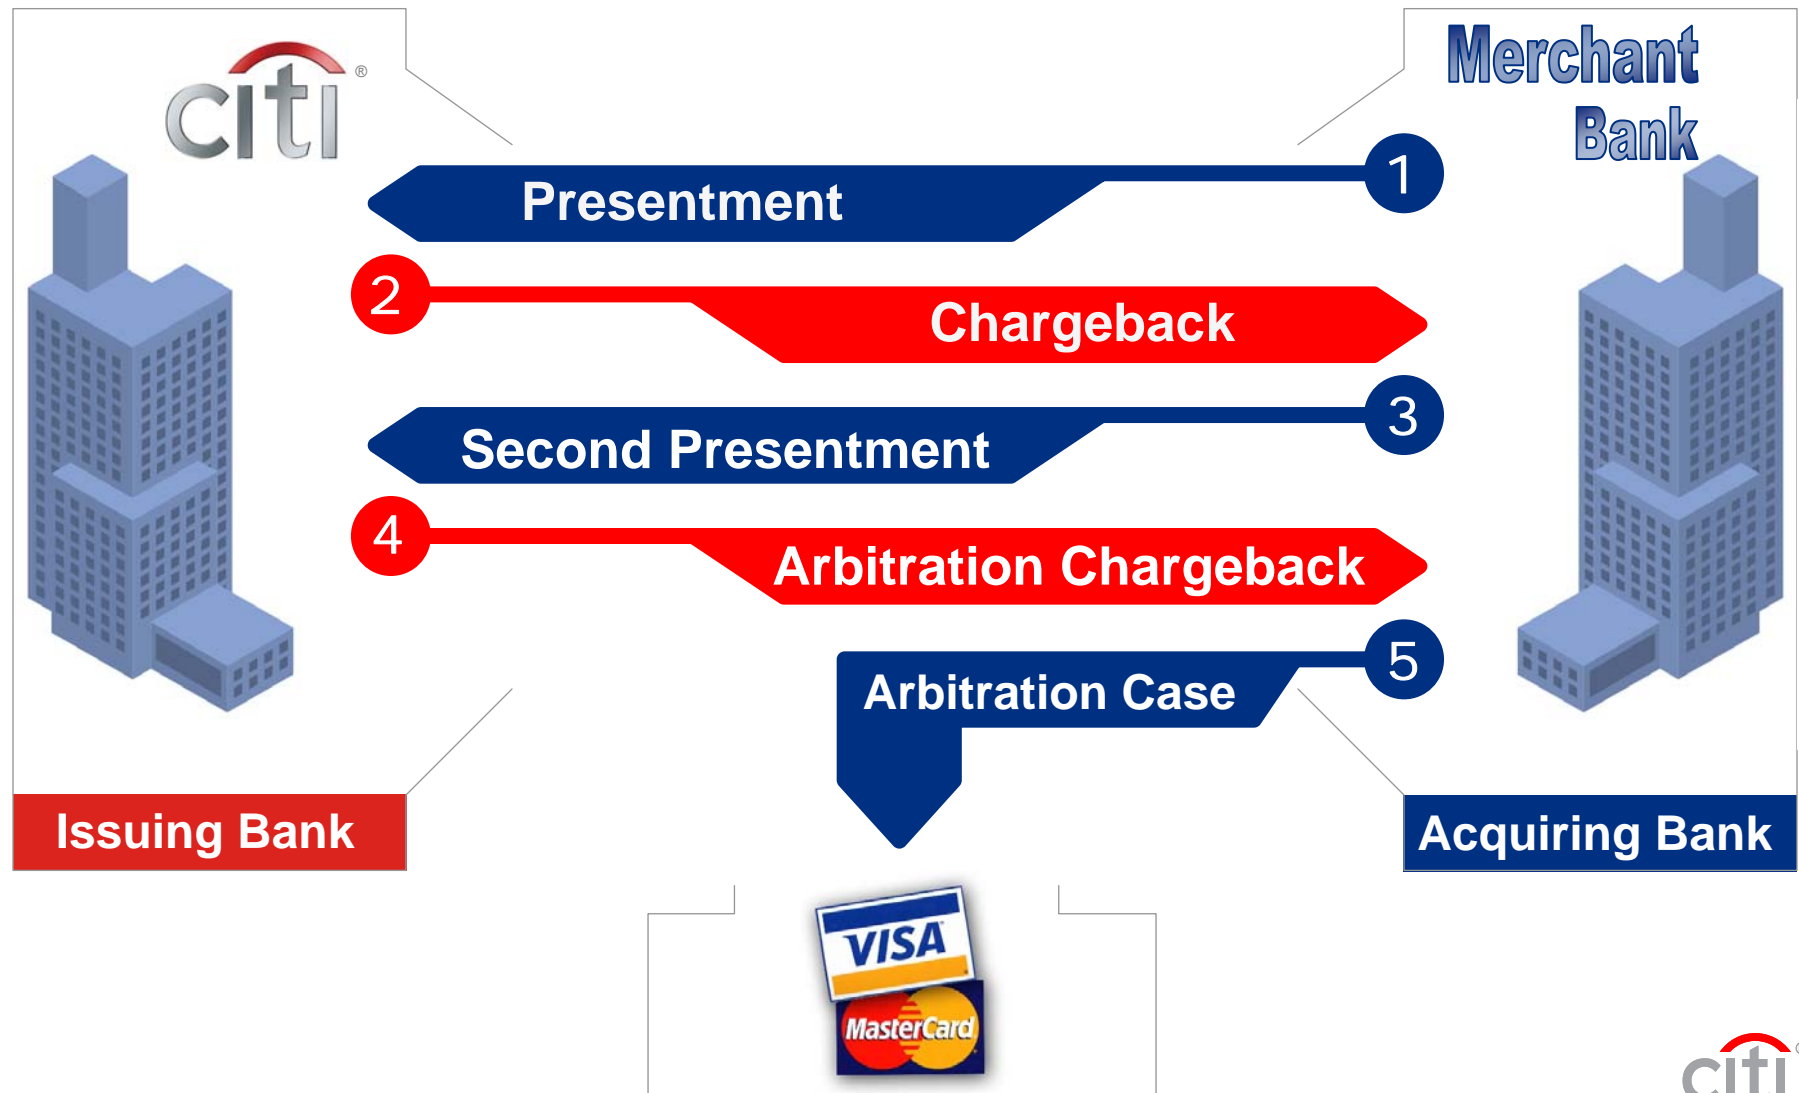 citi®
Merchant
Bank
1
Presentment
2
Chargeback
3
Second Presentment
4
Arbitration Chargeback
5
Arbitration Case
Issuing Bank
Acquiring Bank
VISA
MasterCard
citi